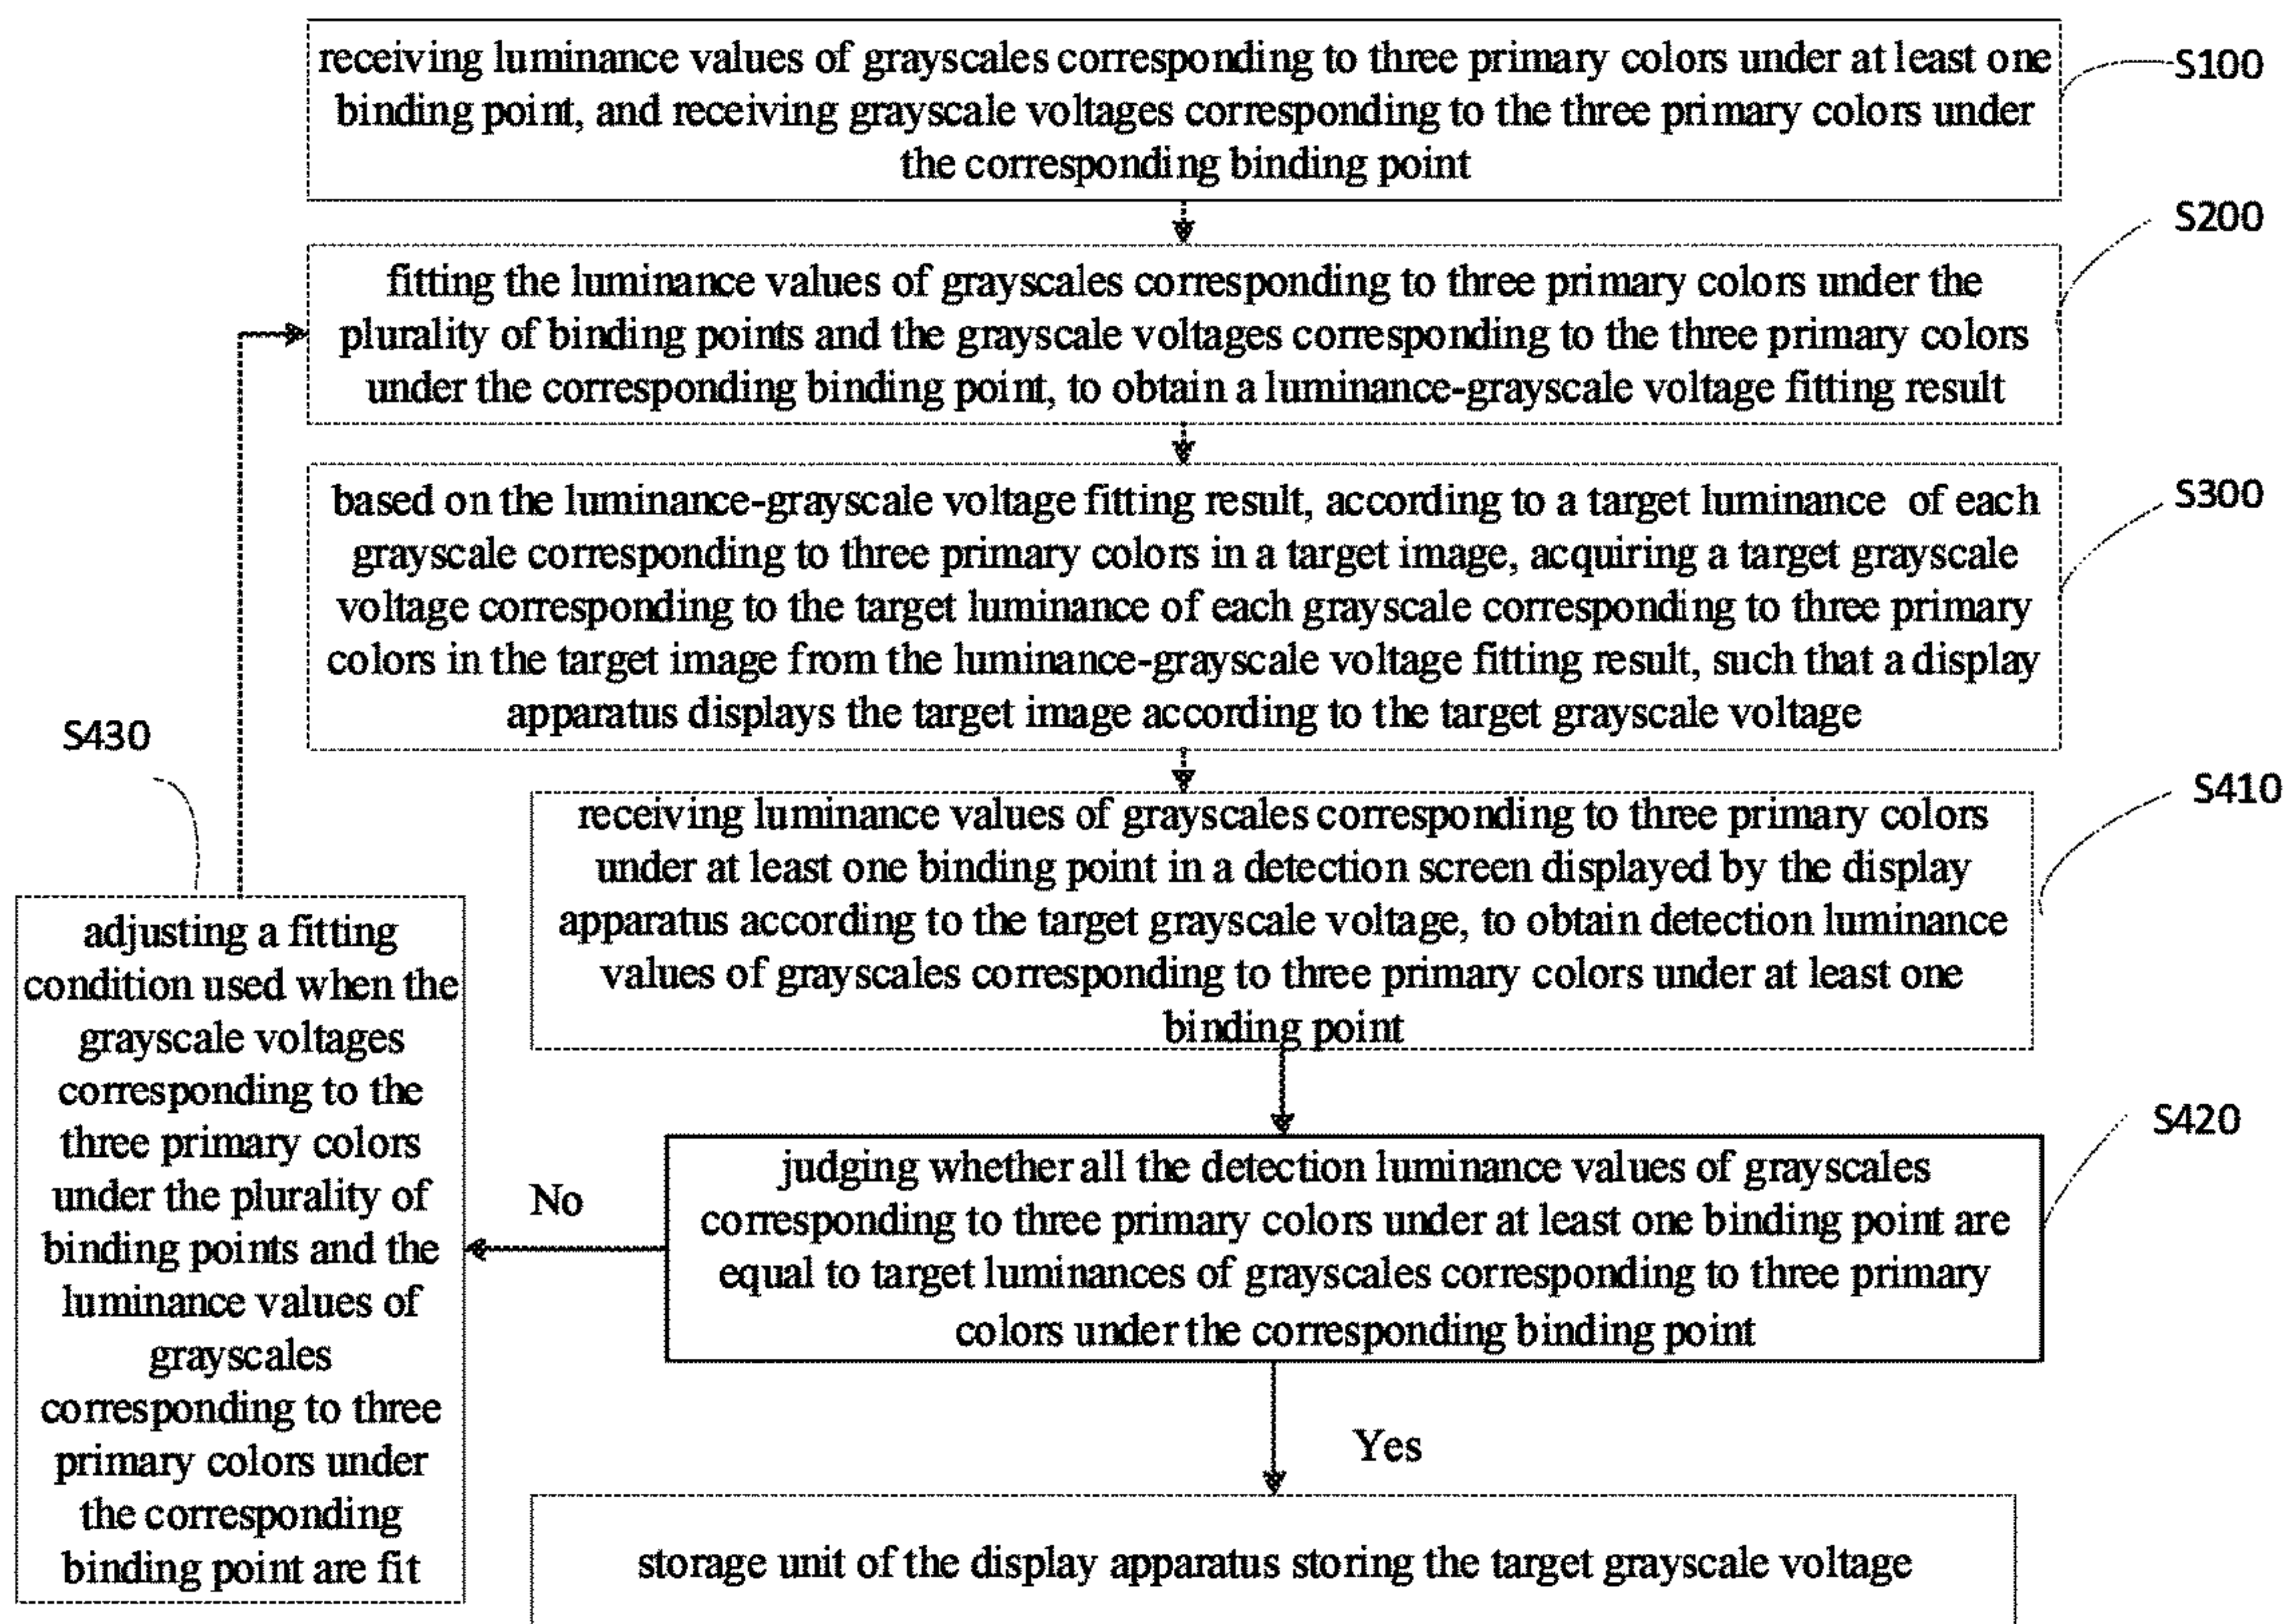 receiving luminance values of grayscales corresponding to three primary colors under at least one
binding point, and receiving grayscale voltages corresponding to the three primary colors under
the corresponding binding point
S100
S200
fitting the luminance values of grayscales corresponding to three primary colors under the
plurality of binding points and the grayscale voltages corresponding to the three primary colors
under the corresponding binding point, to obtain a luminance-grayscale voltage fitting result
S300
based on the luminance-grayscale voltage fitting result, according to a target luminance of each
grayscale corresponding to three primary colors in a target image, acquiring a target grayscale
voltage corresponding to the target luminance of each grayscale corresponding to three primary
colors in the target image from the luminance-grayscale voltage fitting result, such that a display
apparatus displays the target image according to the target grayscale voltage
S410
receiving luminance values of grayscales corresponding to three primary colors
under at least one binding point in a detection screen displayed by the display
apparatus according to the target grayscale voltage, to obtain detection luminance
values of grayscales corresponding to three primary colors under at least one
binding point
S420
judging whether all the detection luminance values of grayscales
corresponding to three primary colors under at least one binding point are
equal to target luminances of grayscales corresponding to three primary
colors under the corresponding binding point
No
S430
adjusting a fitting
condition used when the
grayscale voltages
corresponding to the
three primary colors
under the plurality of
binding points and the
luminance values of
grayscales
corresponding to three
primary colors under
the corresponding
binding point are fit
Yes
storage unit of the display apparatus storing the target grayscale voltage